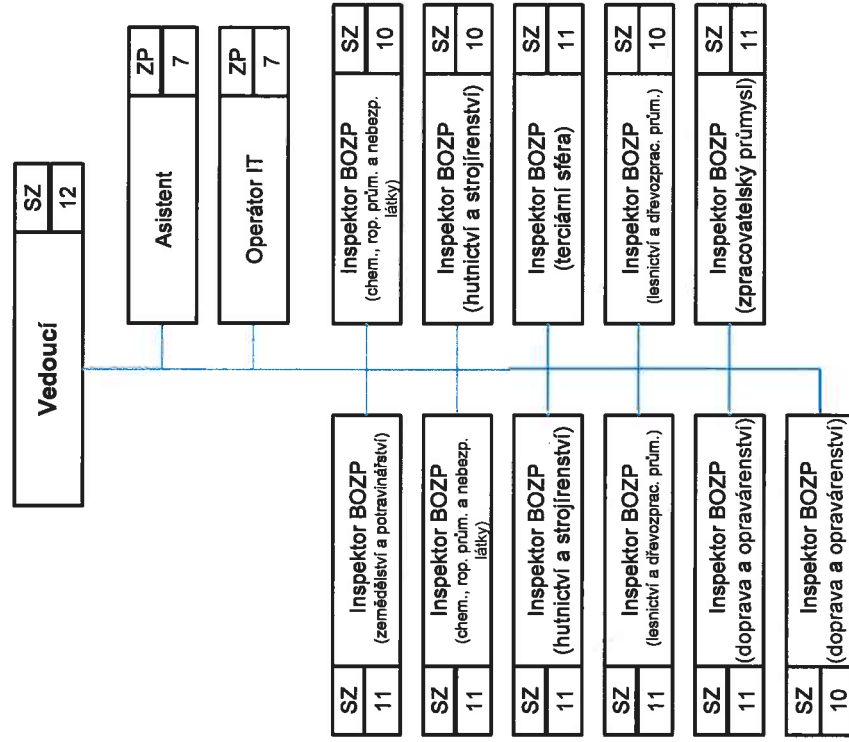 Vedoucí
SZ
12
Asistent
ZP
7
Operátor IT
ZP
7
SZ
11
Inspektor BOZP
(zemědělství a potravinářství)
Inspektor BOZP
(chem., rop. prům. a nebezp.
látky)
SZ
10
SZ
11
Inspektor BOZP
(chem., rop. prům. a nebezp.
látky)
Inspektor BOZP
(hutnictví a strojírenství)
SZ
10
SZ
11
Inspektor BOZP
(hutnictví a strojírenství)
Inspektor BOZP
(terciární sféra)
SZ
11
SZ
11
Inspektor BOZP
(lesnictví a dřevozprac. prům.)
Inspektor BOZP
(lesnictví a dřevozprac. prům.)
SZ
10
SZ
11
Inspektor BOZP
(doprava a opravárenství)
Inspektor BOZP
(zpracovatelský průmysl)
SZ
11
SZ
10
Inspektor BOZP
(doprava a opravárenství)